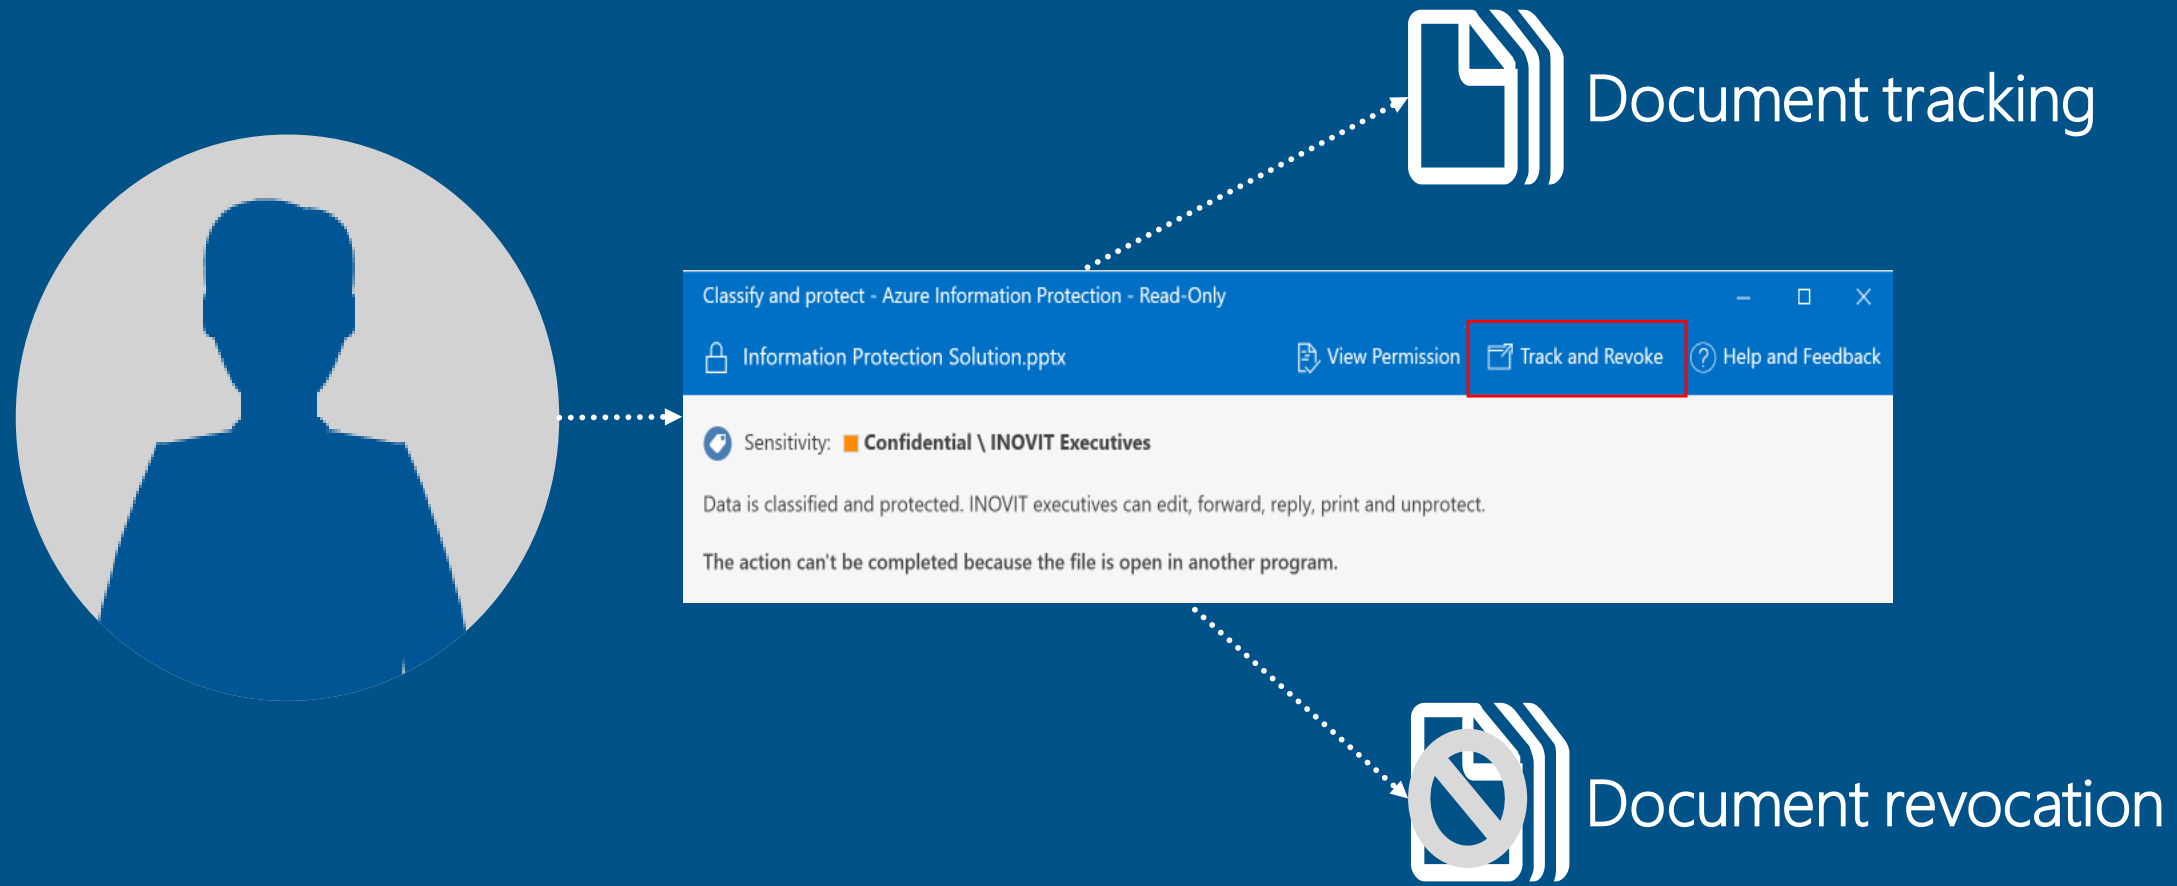 Document tracking
Classify and protect - Azure Information Protection - Read-Only
Information Protection Solution.pptx View Permission Track and Revoke Help and Feedback
Sensitivity: Confidential \ INOVIT Executives
Data is classified and protected. INOVIT executives can edit, forward, reply, print and unprotect.
The action can't be completed because the file is open in another program.
Document revocation